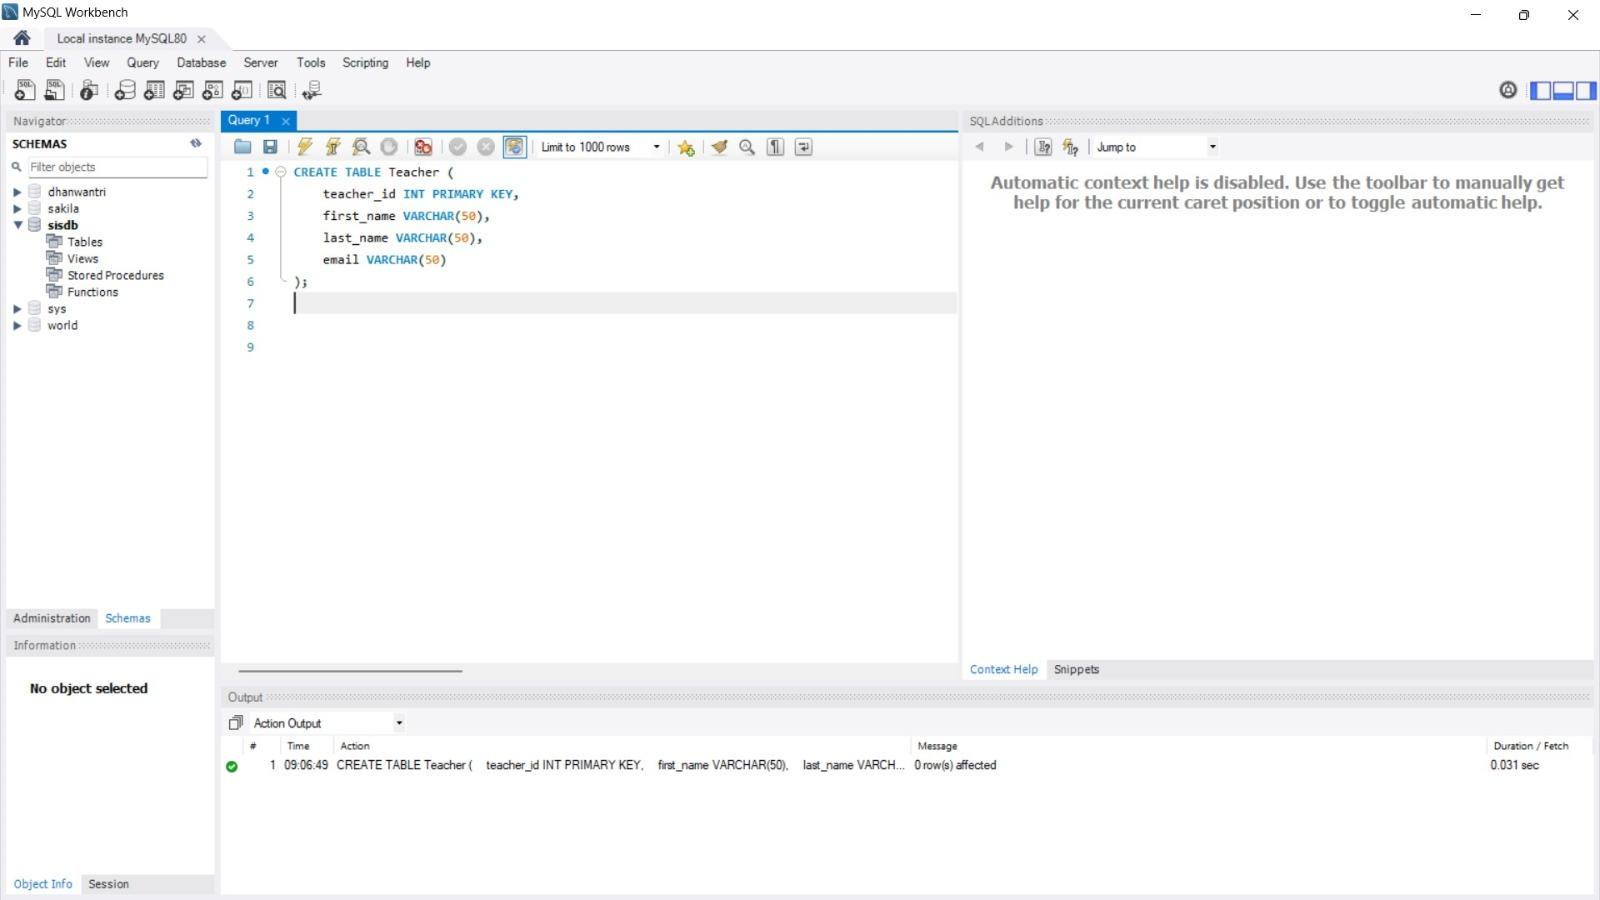 MySQL Workbench
Local instance MySQL80
File Edit View Query Database Server Tools Scripting Help
Navigator
SCHEMAS
Filter objects
dhanwantri
sakila
sisdb
Tables
Views
Stored Procedures
Functions
sys
world
Administration Schemas
Information
No object selected
Object Info Session
Query 1
Limit to 1000 rows
1 CREATE TABLE Teacher (
2 teacher_id INT PRIMARY KEY,
3 first_name VARCHAR(50),
4 last_name VARCHAR(50),
5 email VARCHAR(50)
6 );
7
8
9
SQLAdditions
Jump to
Automatic context help is disabled. Use the toolbar to manually get
help for the current caret position or to toggle automatic help.
Context Help Snippets
Output
Action Output
# Time Action Message Duration / Fetch
1 09:06:49 CREATE TABLE Teacher ( teacher_id INT PRIMARY KEY, first_name VARCHAR(50), last_name VARCH... 0 row(s) affected 0.031 sec